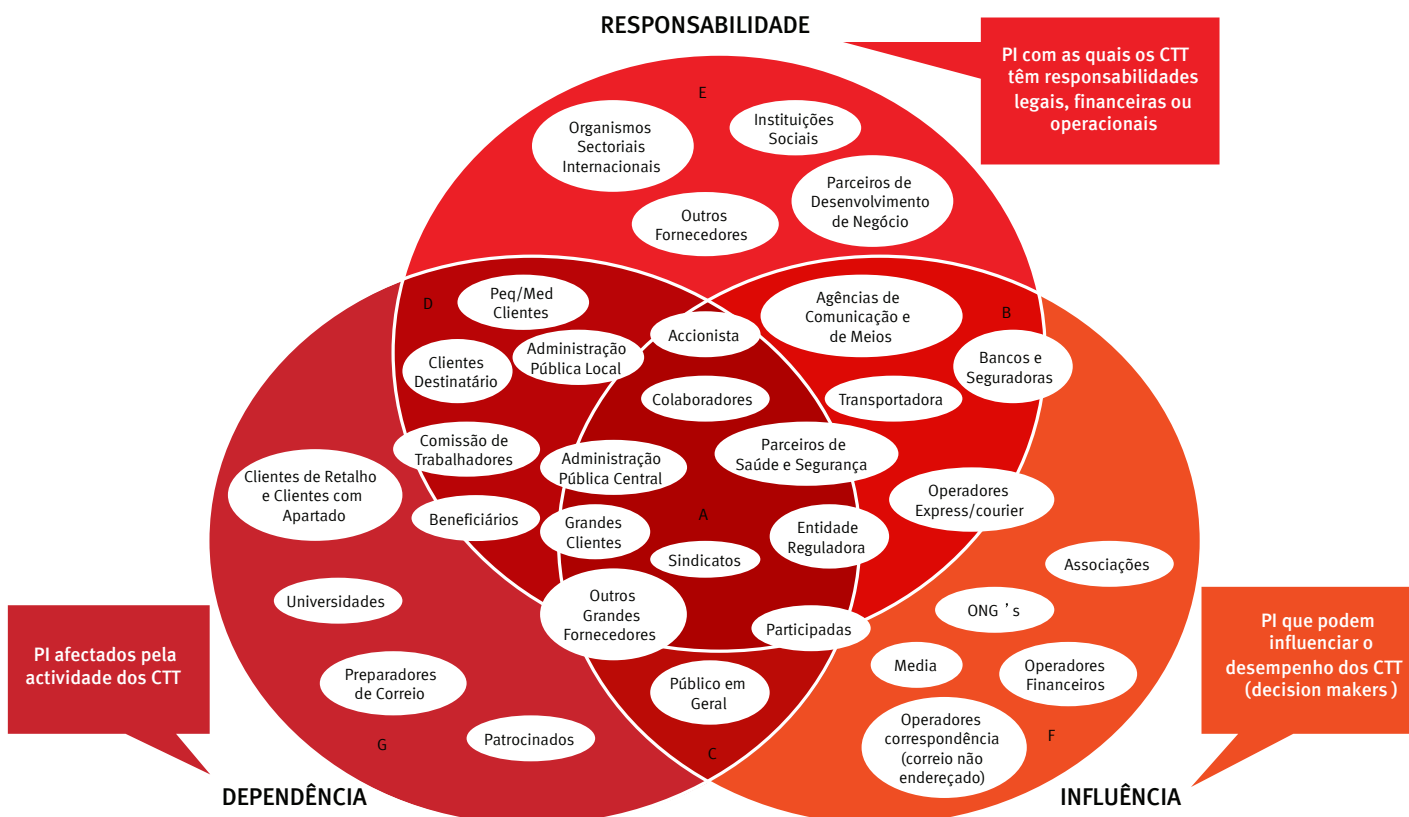 RESPONSABILIDADE
PI com as quais os CTT
têm responsabilidades
legais, financeiras ou
operacionais
E
Organismos
Sectoriais
Internacionais
Instituições
Sociais
Parceiros de
Desenvolvimento
de Negócio
Outros
Fornecedores
D
Peq/Med
Clientes
Agências de
Comunicação e
de Meios
B
Accionista
Administração
Pública Local
Clientes
Destinatário
Bancos e
Seguradoras
Colaboradores
Transportadora
Comissão de
Trabalhadores
Administração
Pública Central
Parceiros de
Saúde e Segurança
Clientes de Retalho
e Clientes com
Apartado
Operadores
Express/courier
Beneficiários
Grandes
Clientes
A
Entidade
Reguladora
Sindicatos
Associações
Universidades
Outros
Grandes
Fornecedores
ONG ' s
Participadas
PI afectados pela
actividade dos CTT
PI que podem
influenciar o
desempenho dos CTT
(decision makers )
Media
Operadores
Financeiros
Preparadores
de Correio
Público em
Geral
Operadores
correspondência
(correio não
endereçado)
F
G
Patrocinados
C
DEPENDÊNCIA
INFLUÊNCIA